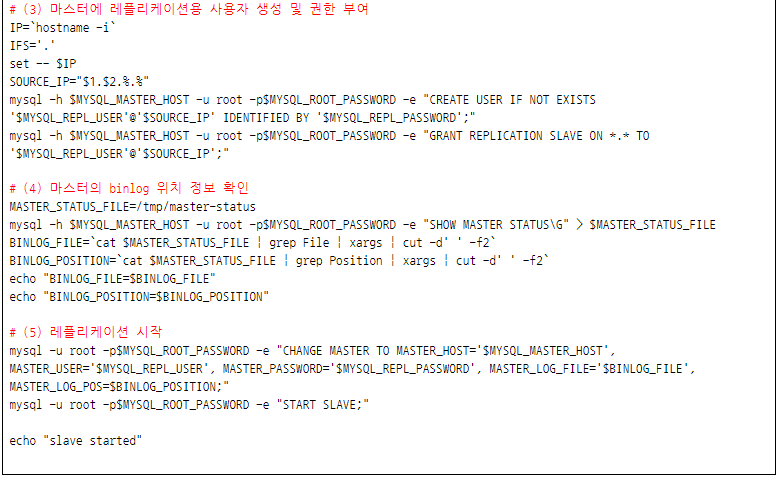 # (3) 마스터에 레플리케이션용 사용자 생성 및 권한 부여
IP=`hostname -i`
IFS='.'
set -- $IP
SOURCE_IP="$1.$2.%.%"
mysql -h $MYSQL_MASTER_HOST -u root -p$MYSQL_ROOT_PASSWORD -e "CREATE USER IF NOT EXISTS
'$MYSQL_REPL_USER'@'$SOURCE_IP' IDENTIFIED BY '$MYSQL_REPL_PASSWORD';"
mysql -h $MYSQL_MASTER_HOST -u root -p$MYSQL_ROOT_PASSWORD -e "GRANT REPLICATION SLAVE ON *.* TO
'$MYSQL_REPL_USER'@'$SOURCE_IP';"
# (4) 마스터의 binlog 위치 정보 확인
MASTER_STATUS_FILE=/tmp/master-status
mysql -h $MYSQL_MASTER_HOST -u root -p$MYSQL_ROOT_PASSWORD -e "SHOW MASTER STATUS\G" > $MASTER_STATUS_FILE
BINLOG_FILE=`cat $MASTER_STATUS_FILE | grep File | xargs | cut -d' ' -f2`
BINLOG_POSITION=`cat $MASTER_STATUS_FILE | grep Position | xargs | cut -d' ' -f2`
echo "BINLOG_FILE=$BINLOG_FILE"
echo "BINLOG_POSITION=$BINLOG_POSITION"
# (5) 레플리케이션 시작
mysql -u root -p$MYSQL_ROOT_PASSWORD -e "CHANGE MASTER TO MASTER_HOST='$MYSQL_MASTER_HOST',
MASTER_USER='$MYSQL_REPL_USER', MASTER_PASSWORD='$MYSQL_REPL_PASSWORD', MASTER_LOG_FILE='$BINLOG_FILE',
MASTER_LOG_POS=$BINLOG_POSITION;"
mysql -u root -p$MYSQL_ROOT_PASSWORD -e "START SLAVE;"
echo "slave started"